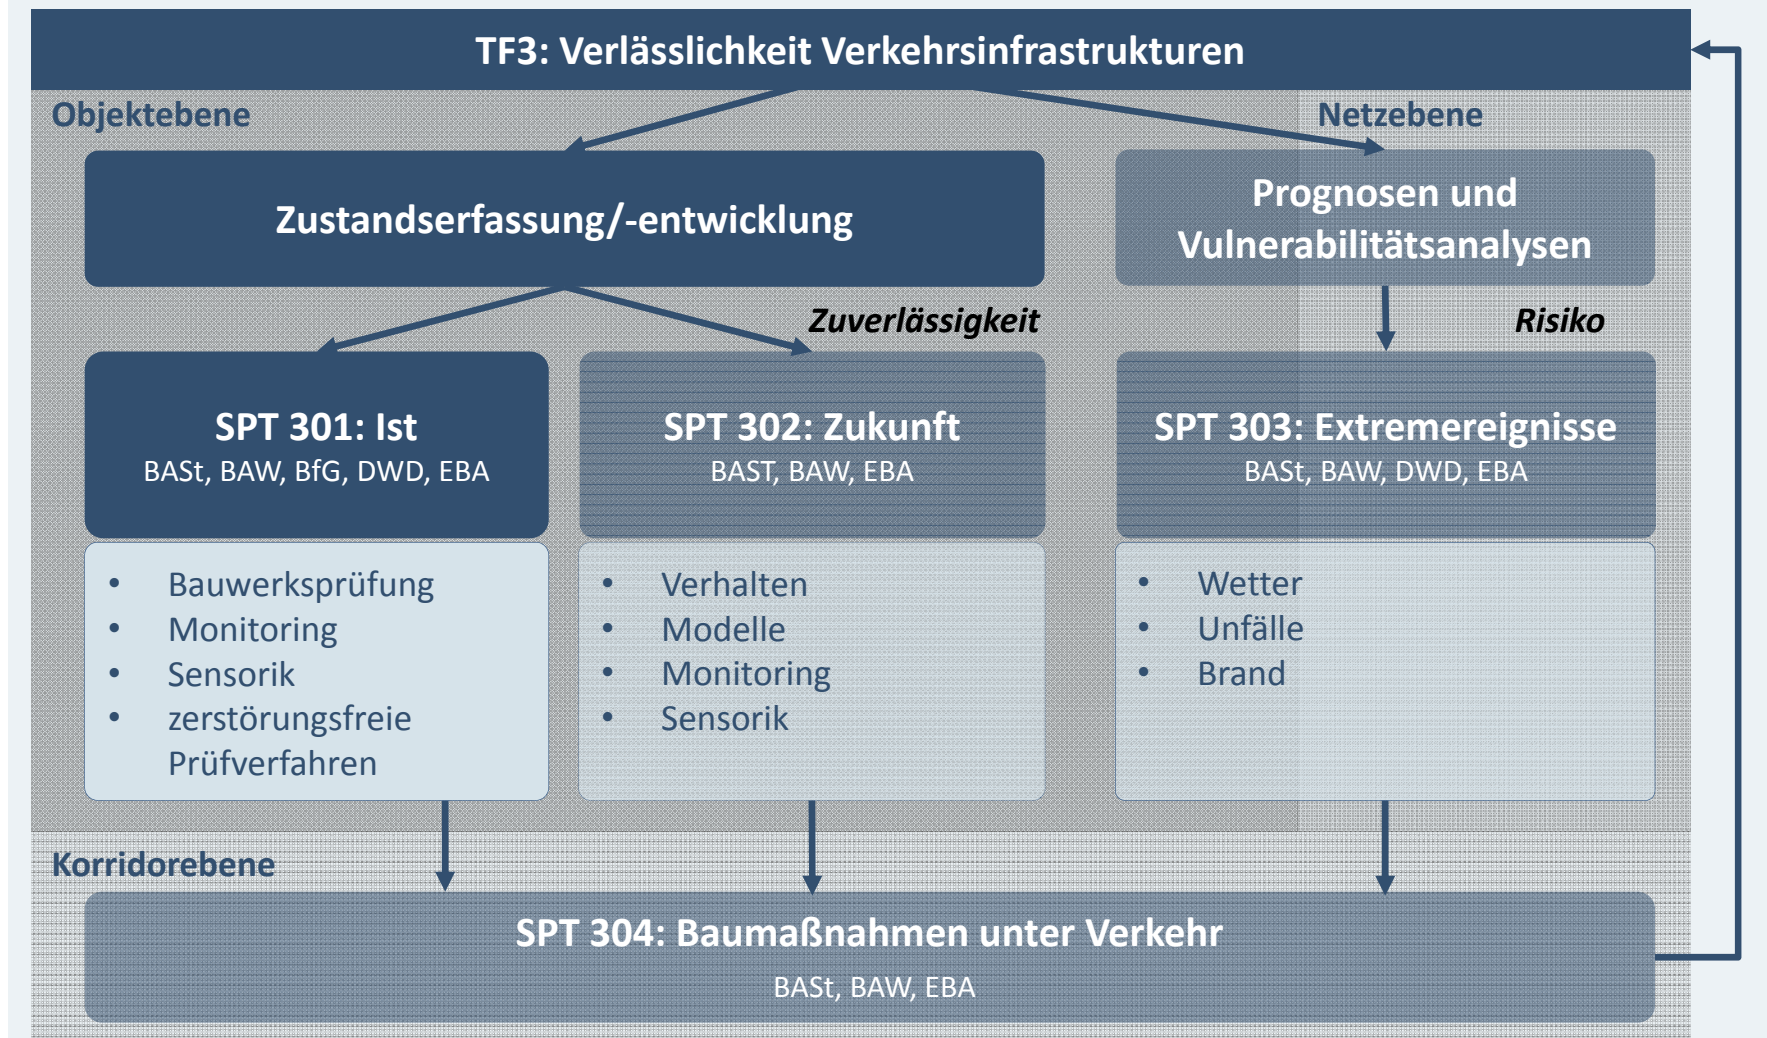 TF3: Verlässlichkeit Verkehrsinfrastrukturen
Objektebene
Netzebene
Zustandserfassung/-entwicklung
Prognosen und
Vulnerabilitätsanalysen
Zuverlässigkeit
Risiko
SPT 301: Ist
BASt, BAW, BfG, DWD, EBA
SPT 302: Zukunft
BAST, BAW, EBA
SPT 303: Extremereignisse
BASt, BAW, DWD, EBA
• Bauwerksprüfung
• Monitoring
• Sensorik
• zerstörungsfreie
Prüfverfahren
• Verhalten
• Modelle
• Monitoring
• Sensorik
• Wetter
• Unfälle
• Brand
Korridorebene
SPT 304: Baumaßnahmen unter Verkehr
BASt, BAW, EBA